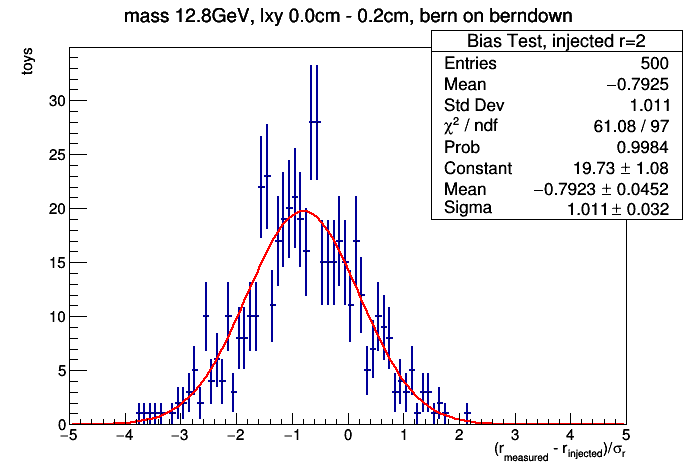 mass 12.8GeV, lxy 0.0cm - 0.2cm, bern on berndown
toys
Bias Test, injected r=2
Entries 500
Mean −0.7925
Std Dev 1.011
χ² / ndf 61.08 / 97
Prob 0.9984
Constant 19.73 ± 1.08
Mean −0.7923 ± 0.0452
Sigma 1.011 ± 0.032
30
25
20
15
10
5
0
−5 −4 −3 −2 −1 0 1 2 3 4 5
(r_measured - r_injected)/σ_r